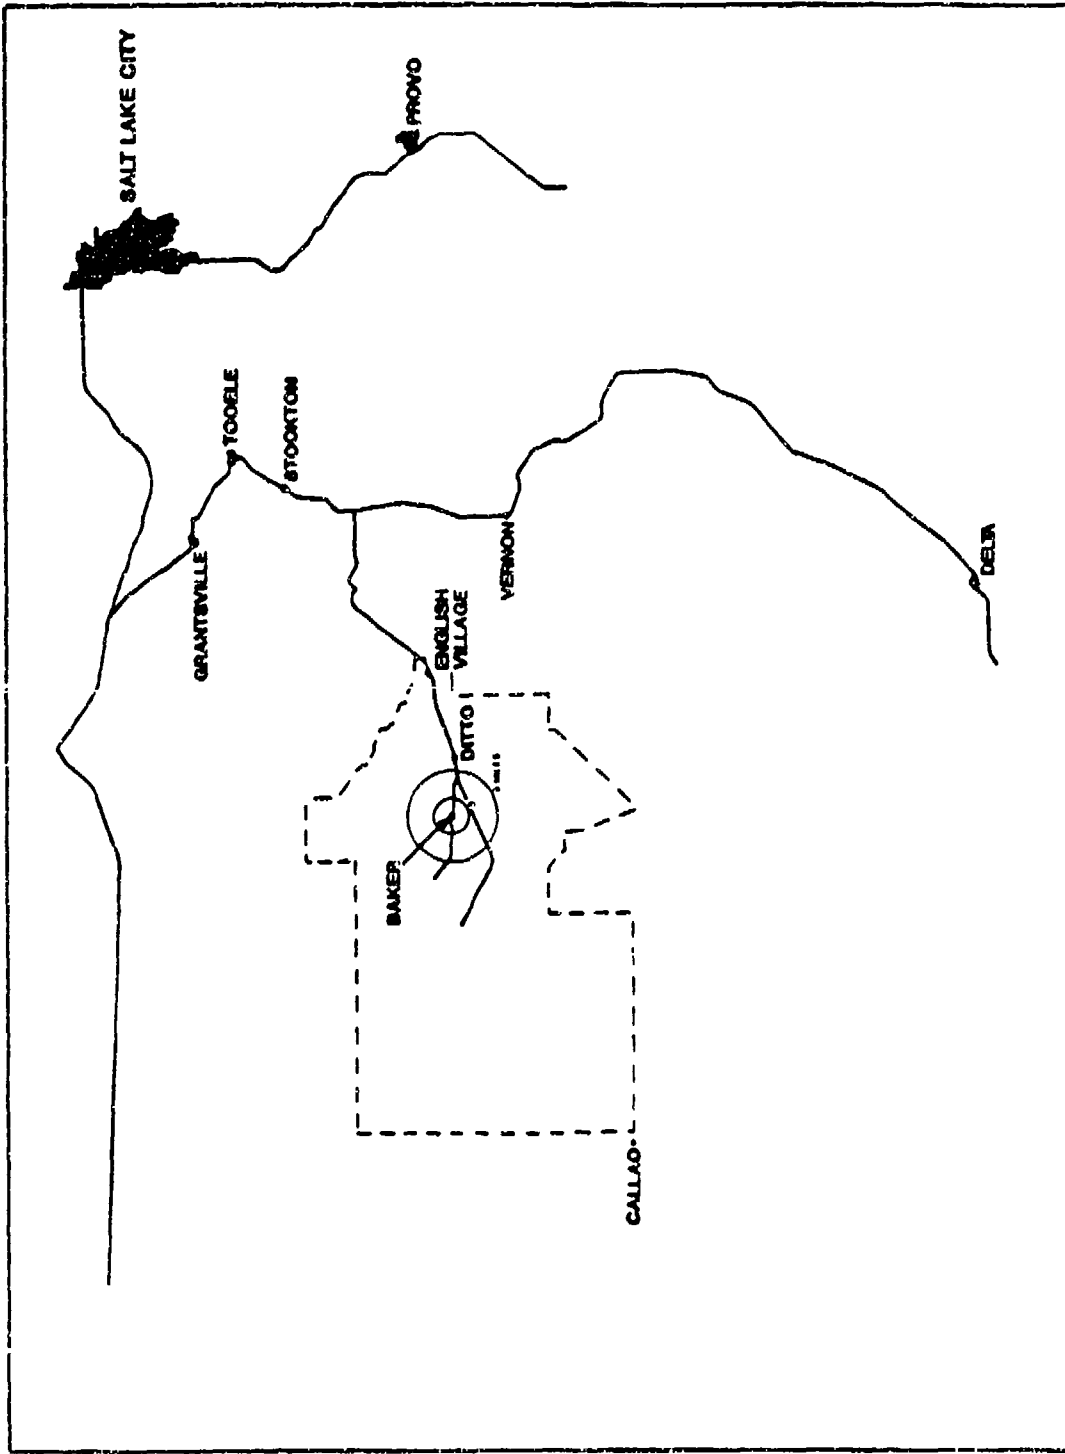 SALT LAKE CITY
PROVO
TOOELE
STOCKTON
GRANTSVILLE
VERNON
ENGLISH
VILLAGE
DITTO
BAKER
DELTA
CALLAO